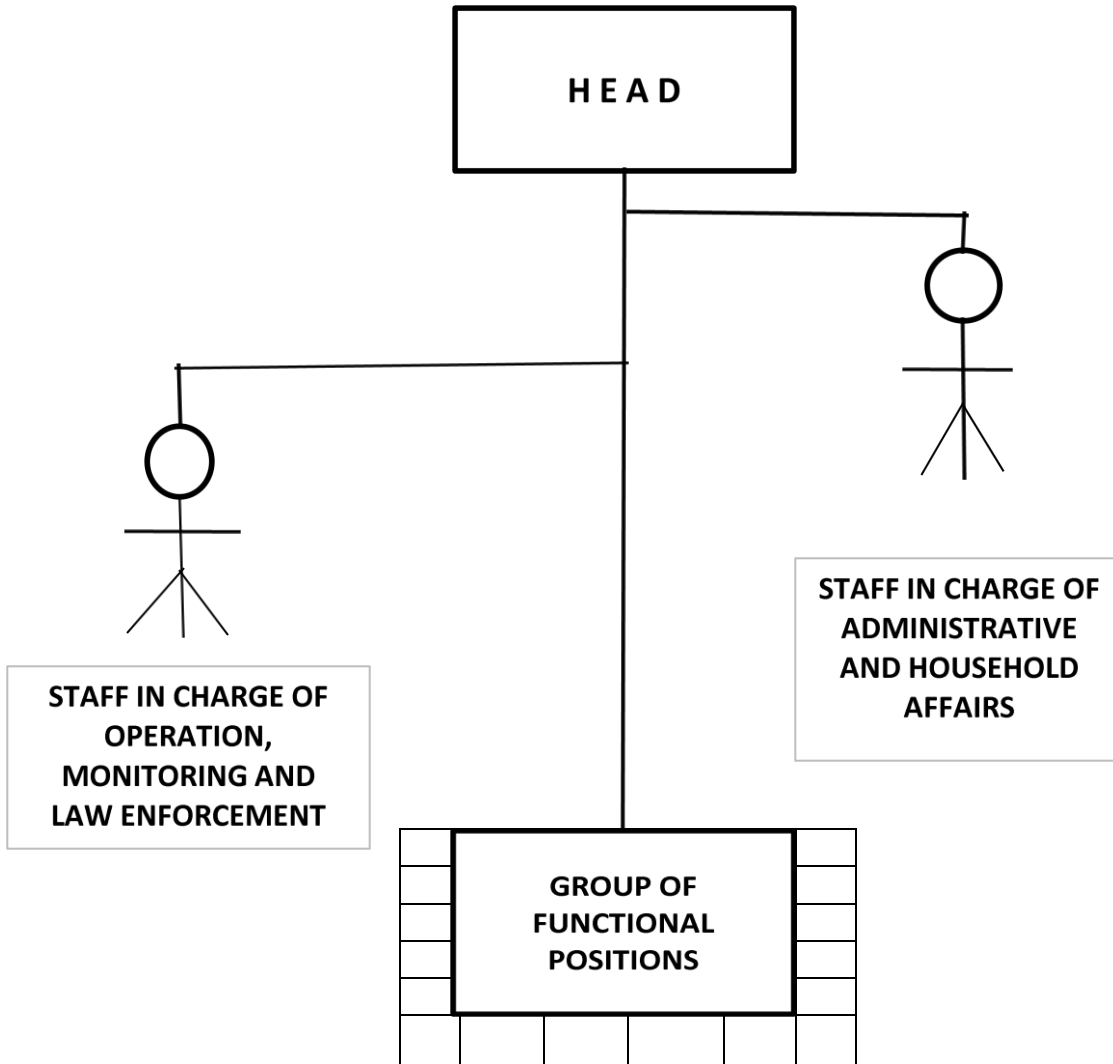 H E A D
STAFF IN CHARGE OF
ADMINISTRATIVE
AND HOUSEHOLD
AFFAIRS
STAFF IN CHARGE OF
OPERATION,
MONITORING AND
LAW ENFORCEMENT
GROUP OF
FUNCTIONAL
POSITIONS